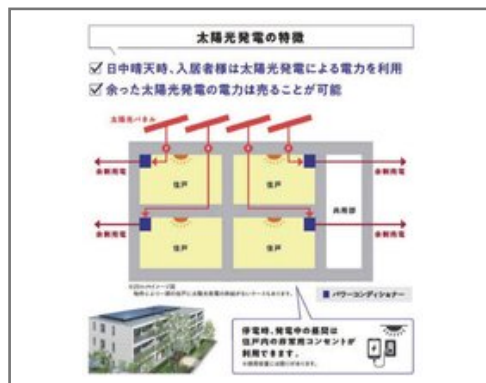 太陽光発電の特徴
日中晴天時、入居者様は太陽光発電による電力を利用
余った太陽光発電の電力は売ることが可能
太陽光パネル
余剰売電
余剰売電
住戸
住戸
共用部
余剰売電
余剰売電
住戸
住戸
パワーコンディショナー
停電時、発電中の昼間は
住戸内の非常用コンセントが
利用できます。